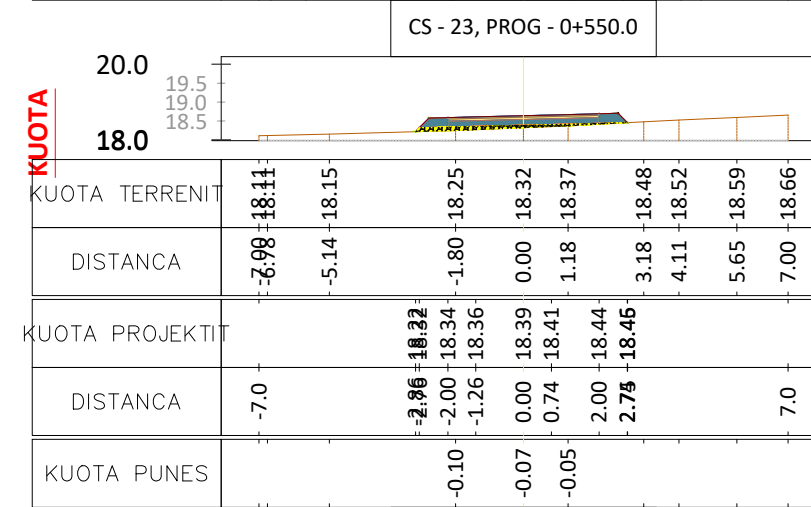 CS - 23, PROG - 0+550.0
KUOTA
20.0
19.5
19.0
18.5
18.0
KUOTA TERRENIT 18.11 18.11 18.15 18.25 18.32 18.37 18.48 18.52 18.59 18.66
DISTANCA -7.00 -6.78 -5.14 -1.80 0.00 1.18 3.18 4.11 5.65 7.00
KUOTA PROJEKTIT 18.34 18.36 18.39 18.41 18.44
DISTANCA -7.0 -2.00 -1.26 0.00 0.74 2.00 7.0
KUOTA PUNES -0.10 -0.07 -0.05